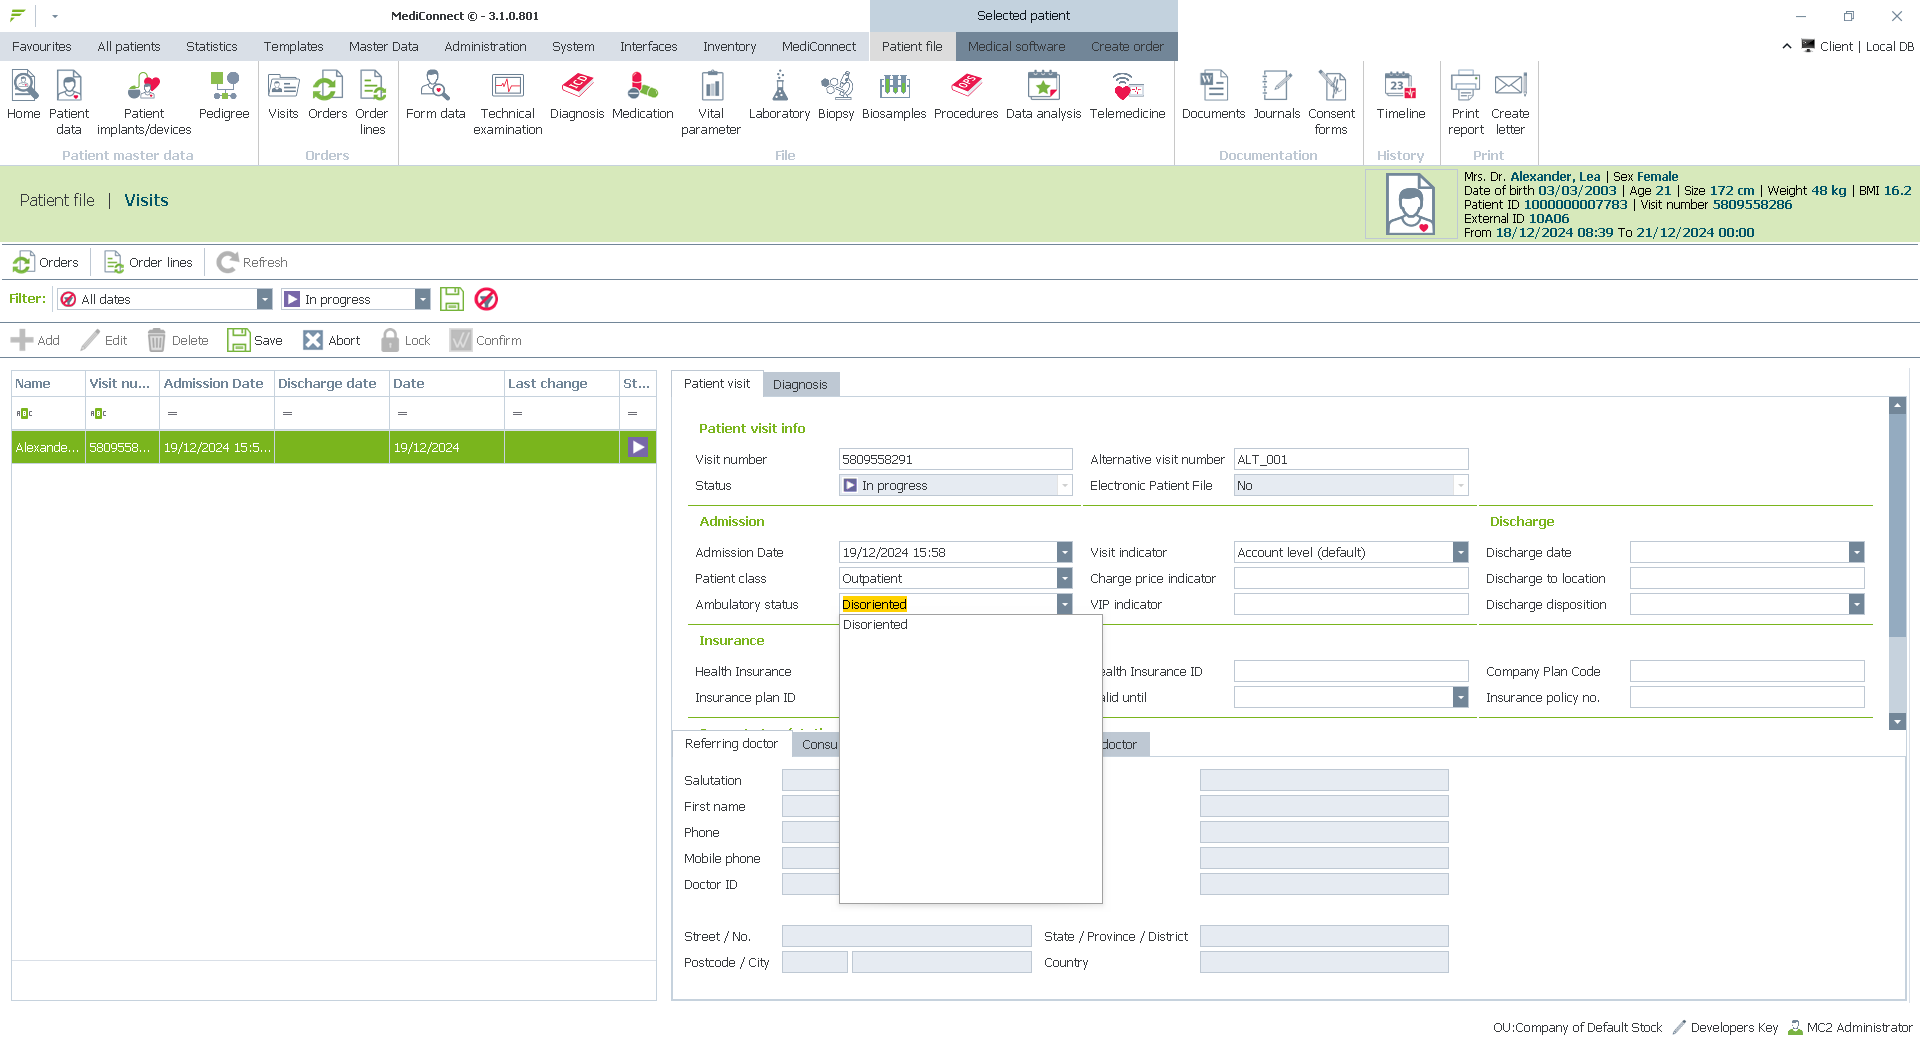 MediConnect © - 3.1.0.801
Selected patient
Favourites All patients Statistics Templates Master Data Administration System Interfaces Inventory MediConnect Patient file Medical software Create order
Client | Local DB
Home Patient data Patient implants/devices Pedigree
Visits Orders Order lines
Form data Technical examination Diagnosis Medication Vital parameter Laboratory Biopsy Biosamples Procedures Data analysis Telemedicine
Documents Journals Consent forms
Timeline
Print report Create letter
Patient master data Orders File Documentation History Print
Patient file | Visits
Mrs. Dr. Alexander, Lea | Sex Female
Date of birth 03/03/2003 | Age 21 | Size 172 cm | Weight 48 kg | BMI 16.2
Patient ID 1000000007783 | Visit number 5809558286
External ID 10A06
From 18/12/2024 08:39 To 21/12/2024 00:00
Orders Order lines Refresh
Filter: All dates In progress
Add Edit Delete Save Abort Lock Confirm
Name Visit nu... Admission Date Discharge date Date Last change St...
ABC ABC = = = = =
Alexande... 5809558... 19/12/2024 15:5... 19/12/2024
Patient visit Diagnosis
Patient visit info
Visit number 5809558291 Alternative visit number ALT_001
Status In progress Electronic Patient File No
Admission Discharge
Admission Date 19/12/2024 15:58 Visit indicator Account level (default) Discharge date
Patient class Outpatient Charge price indicator Discharge to location
Ambulatory status Disoriented VIP indicator Discharge disposition
Disoriented
Insurance
Health Insurance ealth Insurance ID Company Plan Code
Insurance plan ID alid until Insurance policy no.
Referring doctor Consu doctor
Salutation
First name
Phone
Mobile phone
Doctor ID
Street / No. State / Province / District
Postcode / City Country
OU:Company of Default Stock Developers Key MC2 Administrator